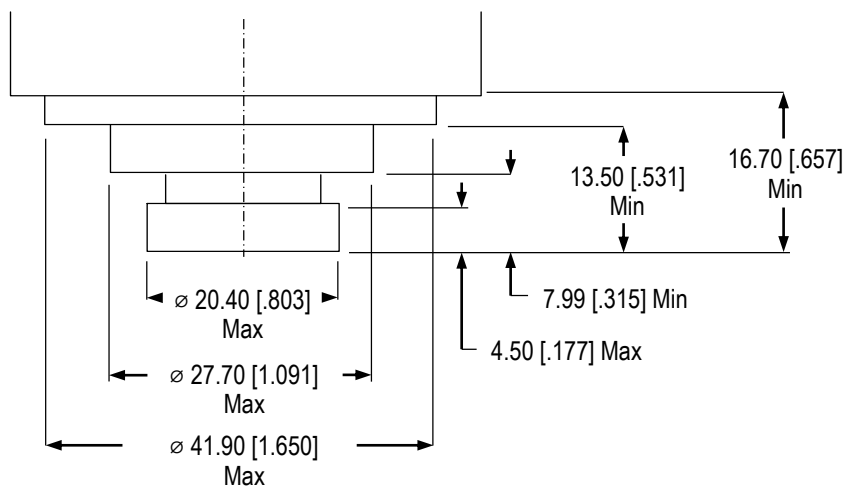 16.70 [.657]
Min
13.50 [.531]
Min
⌀ 20.40 [.803]
Max
7.99 [.315] Min
4.50 [.177] Max
⌀ 27.70 [1.091]
Max
⌀ 41.90 [1.650]
Max